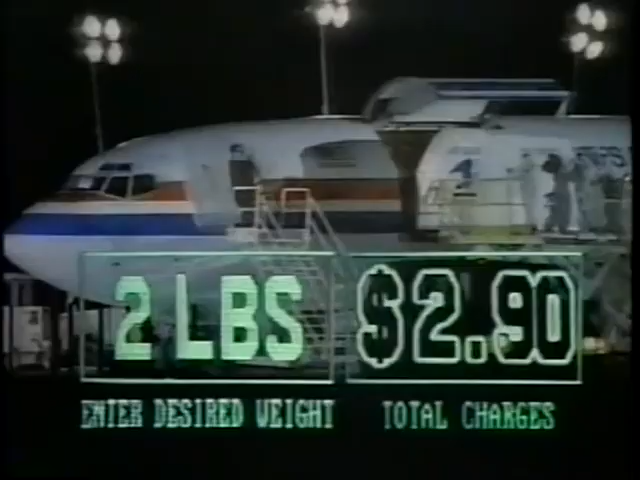 2 LBS $2.90
ENTER DESIRED WEIGHT TOTAL CHARGES